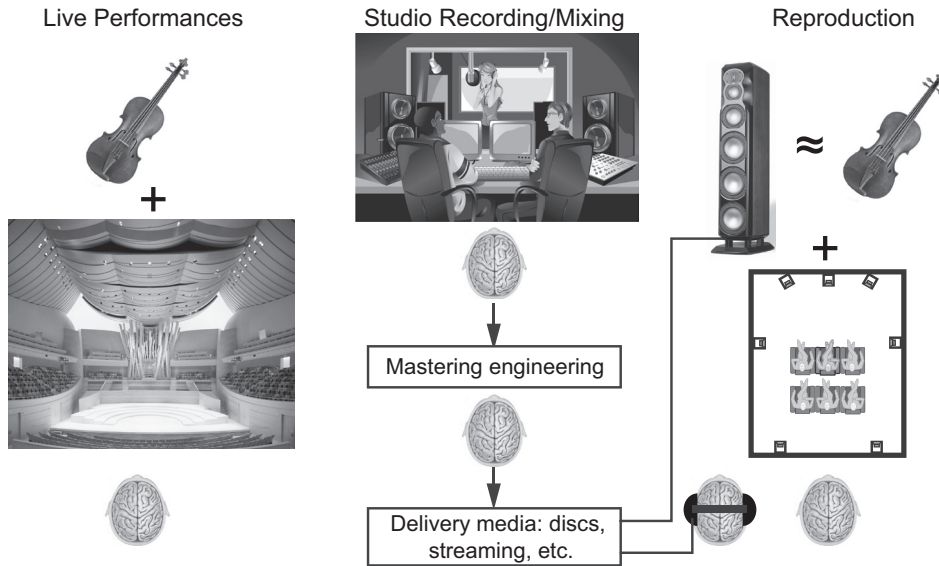 Live Performances
Studio Recording/Mixing
Reproduction
+
≈
+
Mastering engineering
Delivery media: discs,
streaming, etc.